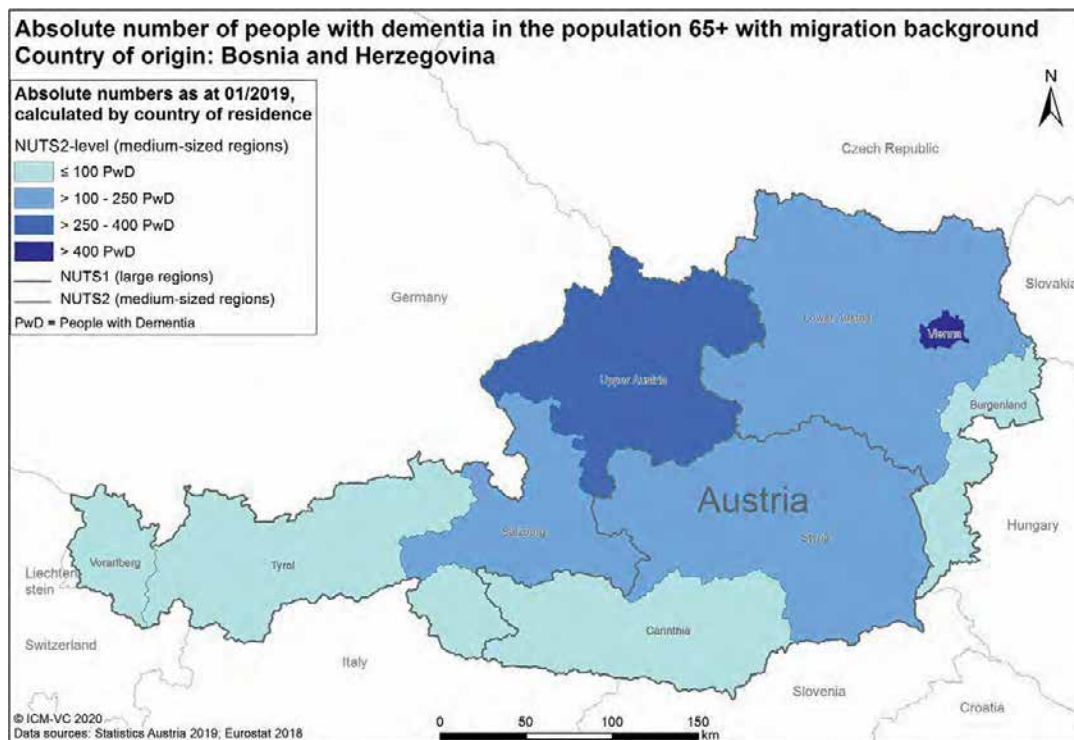 Absolute number of people with dementia in the population 65+ with migration background
Country of origin: Bosnia and Herzegovina
Absolute numbers as at 01/2019,
calculated by country of residence
NUTS2-level (medium-sized regions)
≤ 100 PwD
> 100 - 250 PwD
> 250 - 400 PwD
> 400 PwD
NUTS1 (large regions)
NUTS2 (medium-sized regions)
PwD = People with Dementia
N
Czech Republic
Slovakia
Germany
Lower Austria
Vienna
Upper Austria
Burgenland
Austria
Hungary
Salzburg
Styria
Vorarlberg
Tyrol
Liechten
stein
Carinthia
Switzerland
Italy
Slovenia
Croatia
© ICM-VC 2020
Data sources: Statistics Austria 2019; Eurostat 2018
0 50 100 150
km